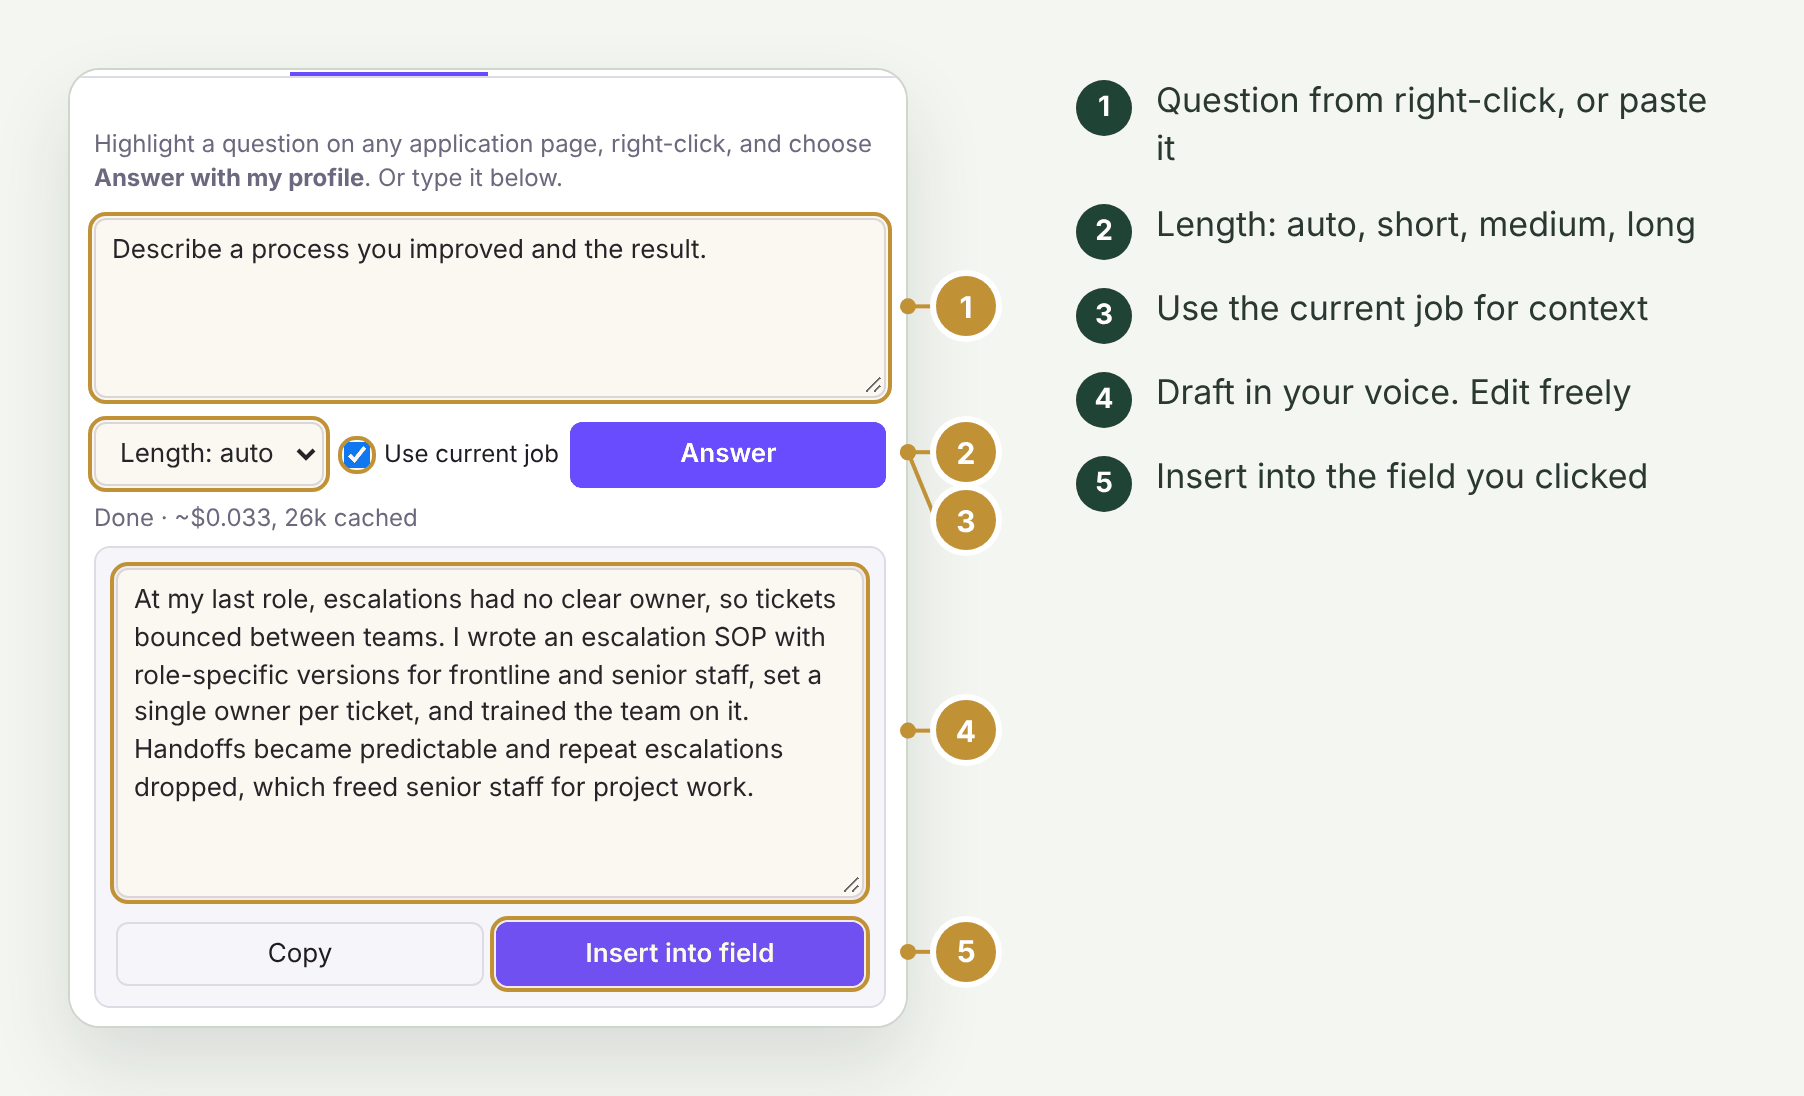 Highlight a question on any application page, right-click, and choose
Answer with my profile. Or type it below.
Describe a process you improved and the result.
1
Length: auto
Use current job
Answer
2
3
Done · ~$0.033, 26k cached
At my last role, escalations had no clear owner, so tickets
bounced between teams. I wrote an escalation SOP with
role-specific versions for frontline and senior staff, set a
single owner per ticket, and trained the team on it.
Handoffs became predictable and repeat escalations
dropped, which freed senior staff for project work.
4
Copy
Insert into field
5
1 Question from right-click, or paste
it
2 Length: auto, short, medium, long
3 Use the current job for context
4 Draft in your voice. Edit freely
5 Insert into the field you clicked